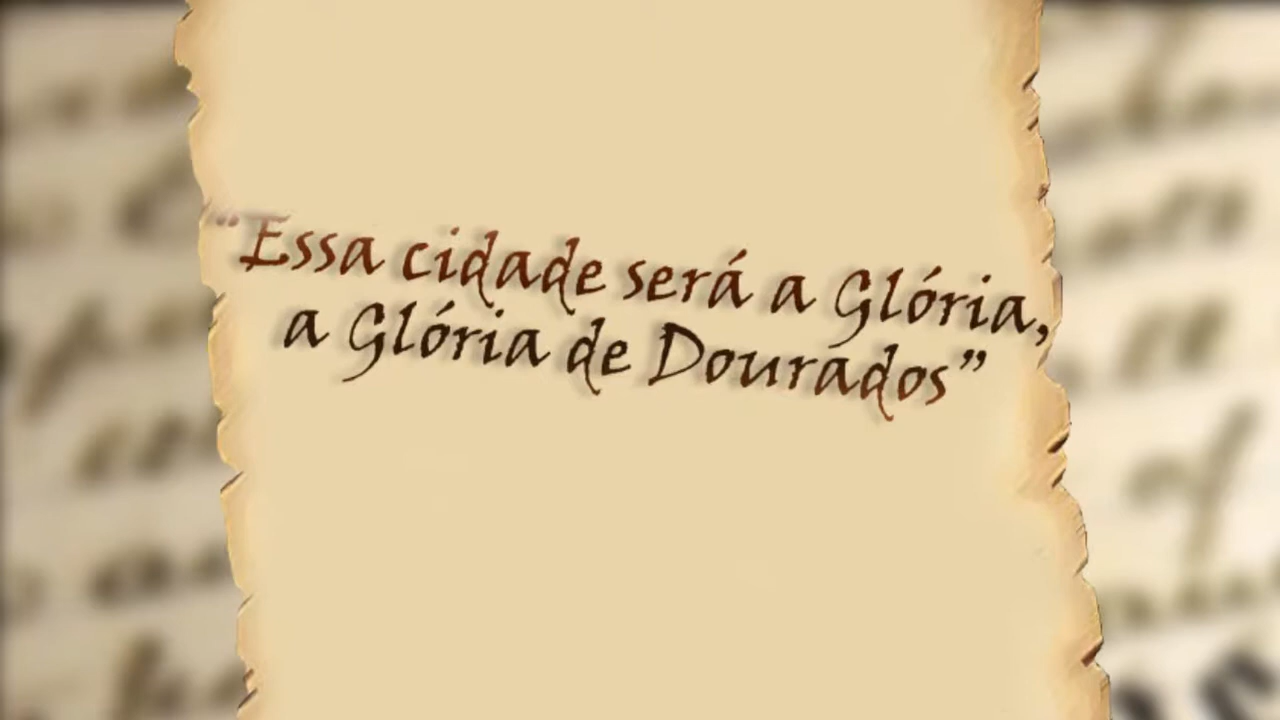 “Essa cidade será a Glória,
a Glória de Dourados”